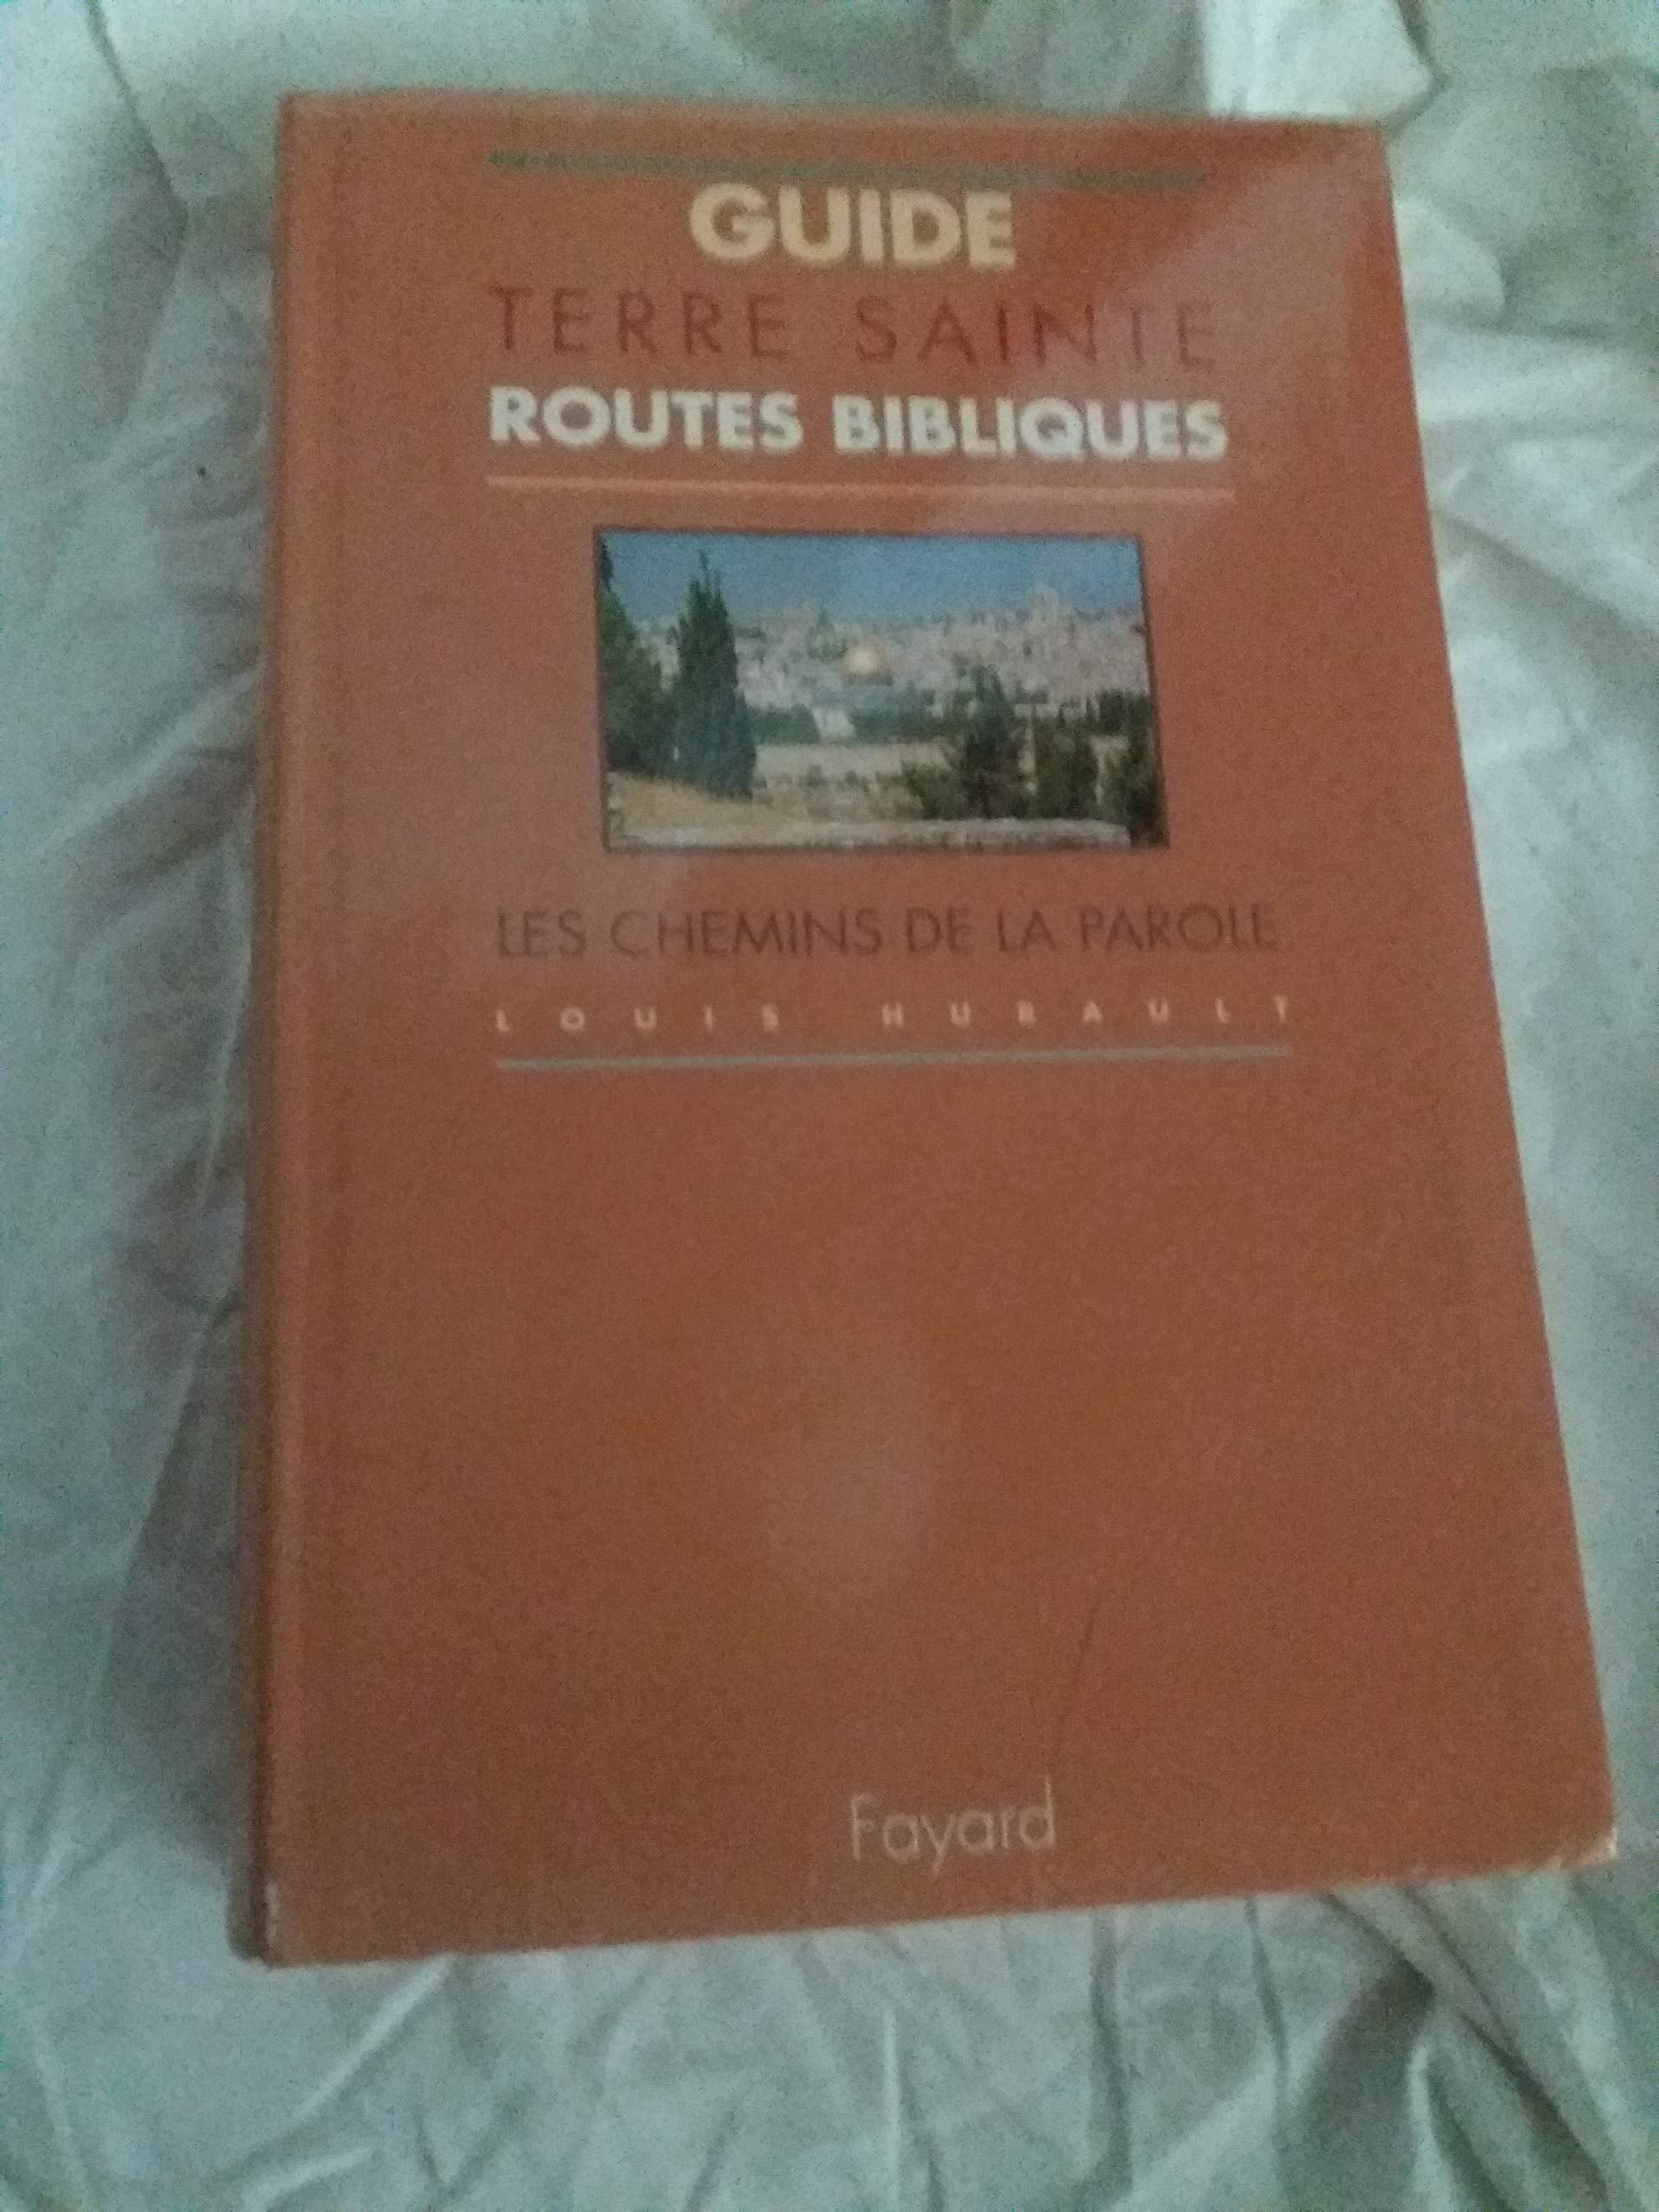 GUIDE
TERRE SAINTE
ROUTES BIBLIQUES
LES CHEMINS DE LA PAROLE
LOUIS HURAULT
Fayard